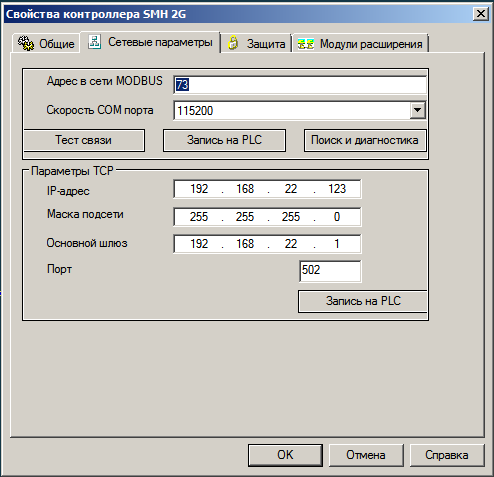 Свойства контроллера SMH 2G
Общие Сетевые параметры Защита Модули расширения
Адрес в сети MODBUS 73
Скорость COM порта 115200
Тест связи Запись на PLC Поиск и диагностика
Параметры TCP
IP-адрес 192 . 168 . 22 . 123
Маска подсети 255 . 255 . 255 . 0
Основной шлюз 192 . 168 . 22 . 1
Порт 502
Запись на PLC
OK Отмена Справка